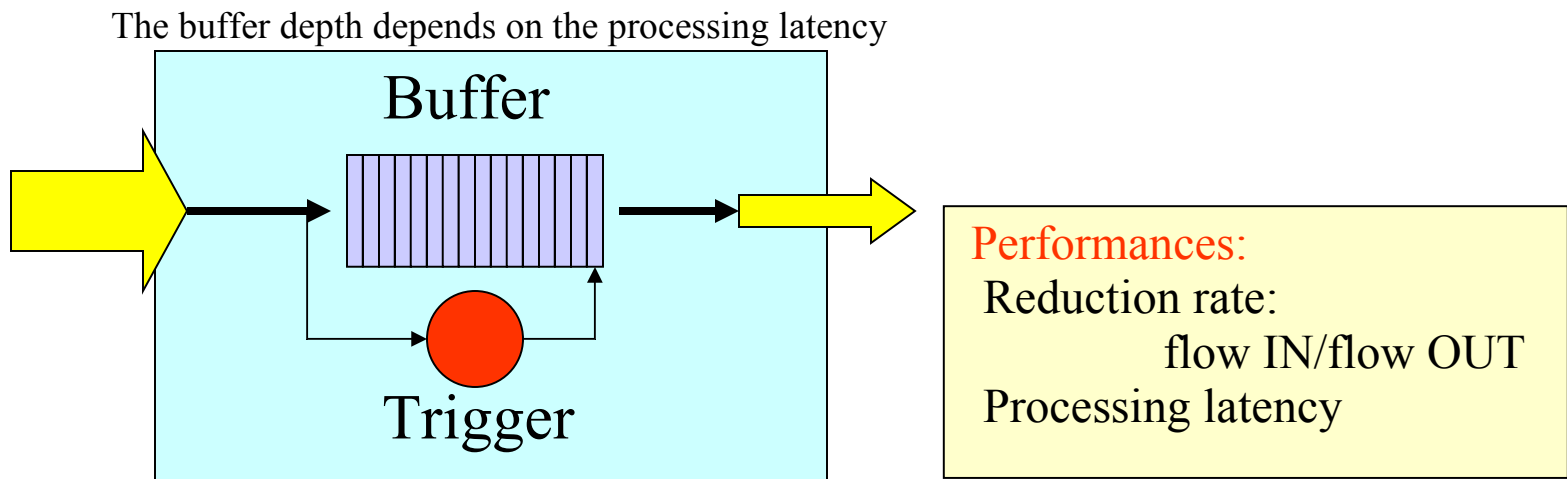 The buffer depth depends on the processing latency
Buffer
Trigger
Performances:
Reduction rate:
flow IN/flow OUT
Processing latency